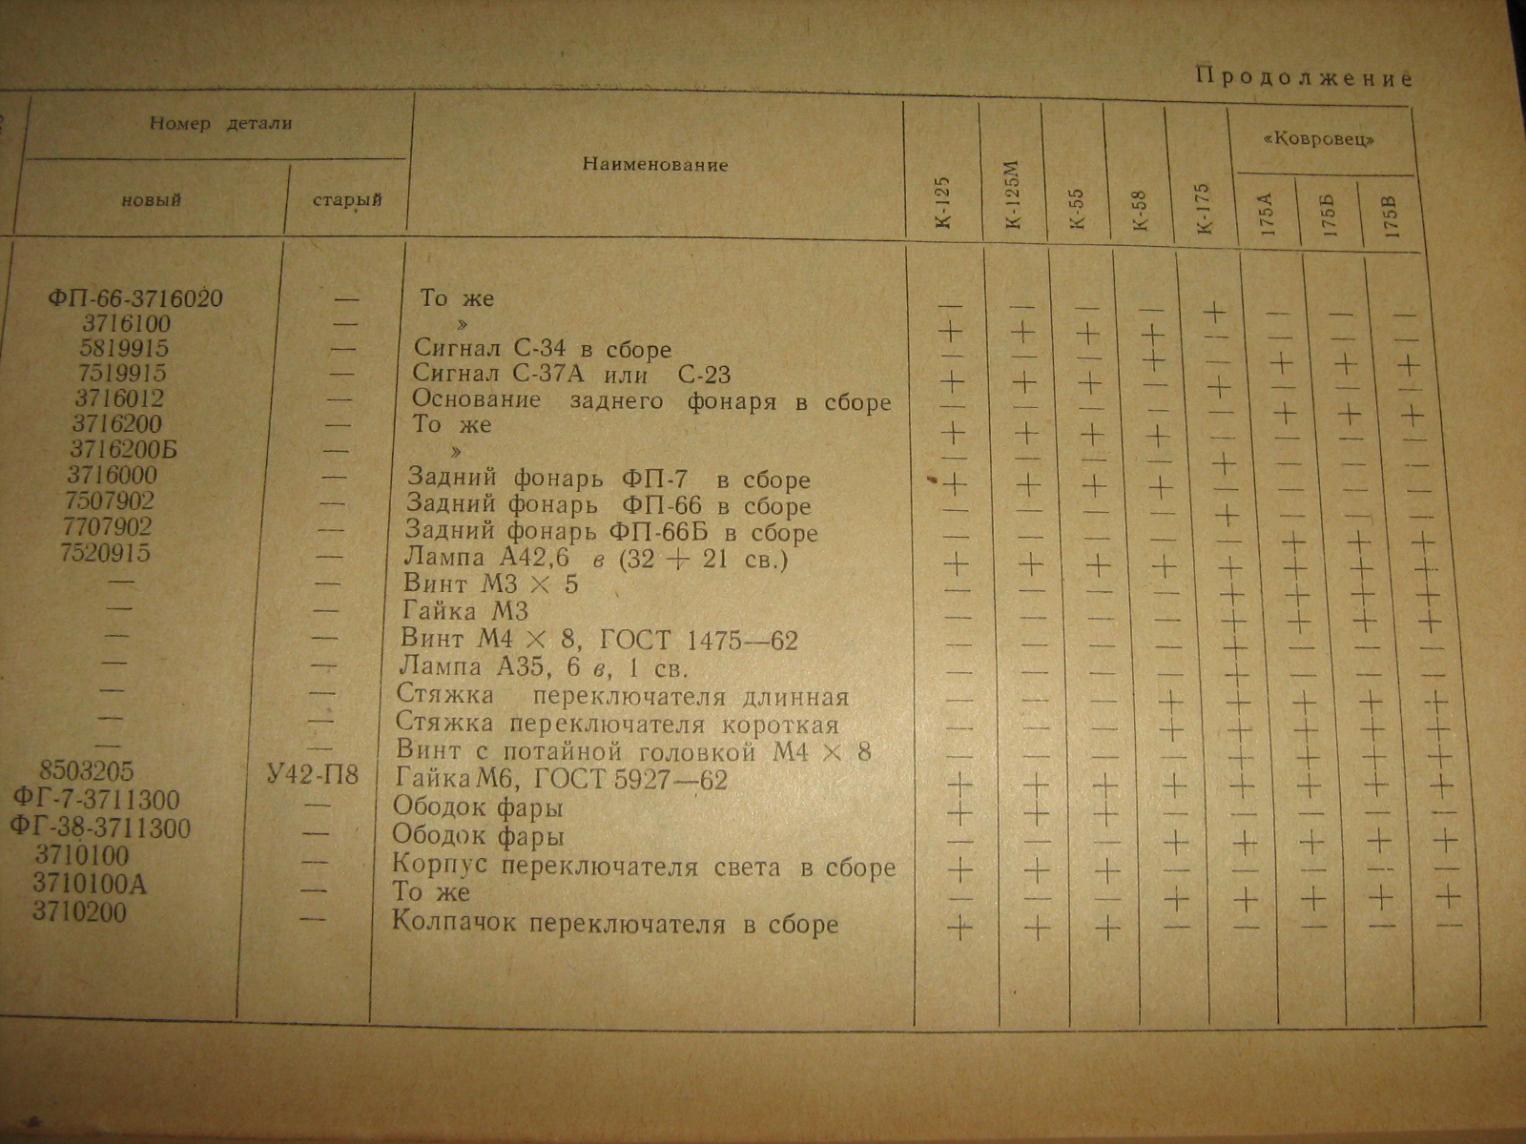 Продолжение
Номер детали Наименование К-125 К-125М К-55 К-58 К-175 «Ковровец»
новый старый 175А 175Б 175В
ФП-66-3716020 — То же — — — — + — — —
3716100 — » + + + + — — — —
5819915 — Сигнал С-34 в сборе — — — + — + + +
7519915 — Сигнал С-37А или С-23 + + + — + — — —
3716012 — Основание заднего фонаря в сборе — — — — — + + +
3716200 — То же + + + + — — — —
3716200Б — » — — — — + — — —
3716000 — Задний фонарь ФП-7 в сборе + + + + — — — —
7507902 — Задний фонарь ФП-66 в сборе — — — — + — — —
7707902 — Задний фонарь ФП-66Б в сборе — — — — — + + +
7520915 — Лампа А42,6 в (32 + 21 св.) + + + + + + + +
— — Винт М3 × 5 — — — — + + + +
— — Гайка М3 — — — — + + + +
— — Винт М4 × 8, ГОСТ 1475—62 — — — — + — — —
— — Лампа А35, 6 в, 1 св. — — — — + — — —
— — Стяжка переключателя длинная — — — + + + + +
— — Стяжка переключателя короткая — — — + + + + +
— — Винт с потайной головкой М4 × 8 — — — — + + + +
8503205 У42-П8 Гайка М6, ГОСТ 5927—62 + + + + + + + +
ФГ-7-3711300 — Ободок фары + + + — — — — —
ФГ-38-3711300 — Ободок фары — — — + + + + +
3710100 — Корпус переключателя света в сборе + + + — — — — —
3710100А — То же — — — + + + + +
3710200 — Колпачок переключателя в сборе + + + — — — — —